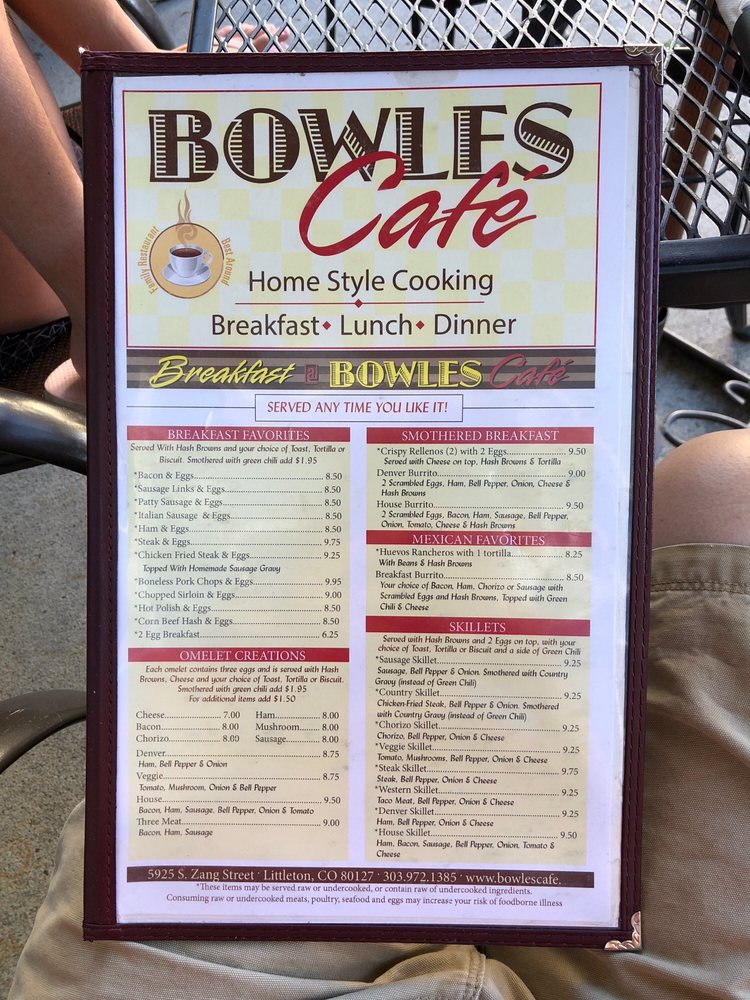 BOWLES
Café
Family Restaurant
Best Around
Home Style Cooking
Breakfast • Lunch • Dinner
Breakfast @ BOWLES Café
SERVED ANY TIME YOU LIKE IT!
BREAKFAST FAVORITES
Served With Hash Browns and your choice of Toast, Tortilla or
Biscuit. Smothered with green chili add $1.95
*Bacon & Eggs 8.50
*Sausage Links & Eggs 8.50
*Patty Sausage & Eggs 8.50
*Italian Sausage & Eggs 8.50
*Ham & Eggs 8.50
*Steak & Eggs 9.75
*Chicken Fried Steak & Eggs 9.25
Topped With Homemade Sausage Gravy
*Boneless Pork Chops & Eggs 9.95
*Chopped Sirloin & Eggs 9.00
*Hot Polish & Eggs 8.50
*Corn Beef Hash & Eggs 8.50
*2 Egg Breakfast 6.25
OMELET CREATIONS
Each omelet contains three eggs and is served with Hash
Browns, Cheese and your choice of Toast, Tortilla or Biscuit.
Smothered with green chili add $1.95
For additional items add $1.50
Cheese 7.00 Ham 8.00
Bacon 8.00 Mushroom 8.00
Chorizo 8.00 Sausage 8.00
Denver 8.75
Ham, Bell Pepper & Onion
Veggie 8.75
Tomato, Mushroom, Onion & Bell Pepper
House 9.50
Bacon, Ham, Sausage, Bell Pepper, Onion & Tomato
Three Meat 9.00
Bacon, Ham, Sausage
SMOTHERED BREAKFAST
*Crispy Rellenos (2) with 2 Eggs 9.50
Served with Cheese on top, Hash Browns & Tortilla
Denver Burrito 9.00
2 Scrambled Eggs, Ham, Bell Pepper, Onion, Cheese &
Hash Browns
House Burrito 9.50
2 Scrambled Eggs, Bacon, Ham, Sausage, Bell Pepper,
Onion, Tomato, Cheese & Hash Browns
MEXICAN FAVORITES
*Huevos Rancheros with 1 tortilla 8.25
With Beans & Hash Browns
Breakfast Burrito 8.50
Your choice of Bacon, Ham, Chorizo or Sausage with
Scrambled Eggs and Hash Browns, Topped with Green
Chili & Cheese
SKILLETS
Served with Hash Browns and 2 Eggs on top, with your
choice of Toast, Tortilla or Biscuit and a side of Green Chili
*Sausage Skillet 9.25
Sausage, Bell Pepper & Onion. Smothered with Country
Gravy (instead of Green Chili)
*Country Skillet 9.25
Chicken-Fried Steak, Bell Pepper & Onion. Smothered
with Country Gravy (instead of Green Chili)
*Chorizo Skillet 9.25
Chorizo, Bell Pepper, Onion & Cheese
*Veggie Skillet 9.25
Tomato, Mushrooms, Bell Pepper, Onion & Cheese
*Steak Skillet 9.75
Steak, Bell Pepper, Onion & Cheese
*Western Skillet 9.25
Taco Meat, Bell Pepper, Onion & Cheese
*Denver Skillet 9.25
Ham, Bell Pepper, Onion & Cheese
*House Skillet 9.50
Ham, Bacon, Sausage, Bell Pepper, Onion, Tomato &
Cheese
5925 S. Zang Street · Littleton, CO 80127 · 303.972.1385 · www.bowlescafe.
*These items may be served raw or undercooked, or contain raw of undercooked ingredients.
Consuming raw or undercooked meats, poultry, seafood and eggs may increase your risk of foodborne illness